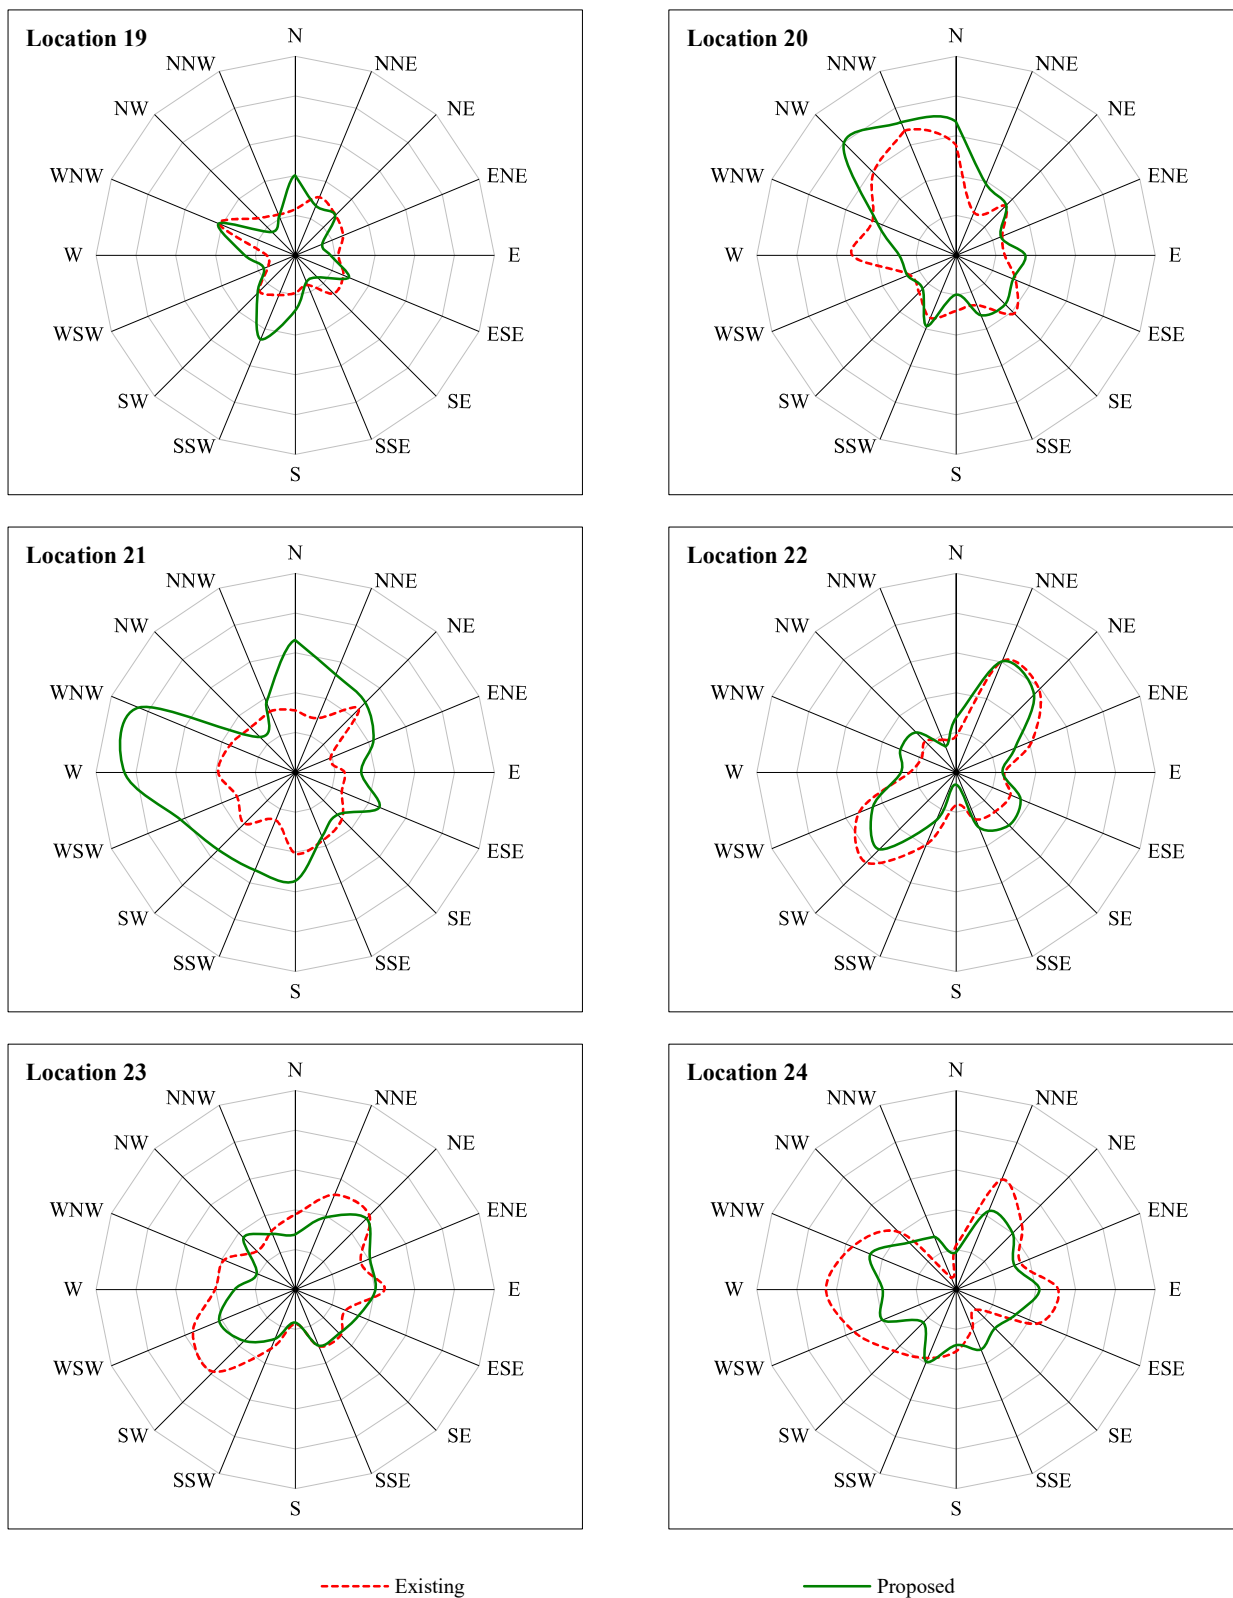 Location 19
N
NNW
NNE
NW
NE
WNW
ENE
W
E
WSW
ESE
SW
SE
SSW
SSE
S
Location 20
N
NNW
NNE
NW
NE
WNW
ENE
W
E
WSW
ESE
SW
SE
SSW
SSE
S
Location 21
N
NNW
NNE
NW
NE
WNW
ENE
W
E
WSW
ESE
SW
SE
SSW
SSE
S
Location 22
N
NNW
NNE
NW
NE
WNW
ENE
W
E
WSW
ESE
SW
SE
SSW
SSE
S
Location 23
N
NNW
NNE
NW
NE
WNW
ENE
W
E
WSW
ESE
SW
SE
SSW
SSE
S
Location 24
N
NNW
NNE
NW
NE
WNW
ENE
W
E
WSW
ESE
SW
SE
SSW
SSE
S
Existing
Proposed